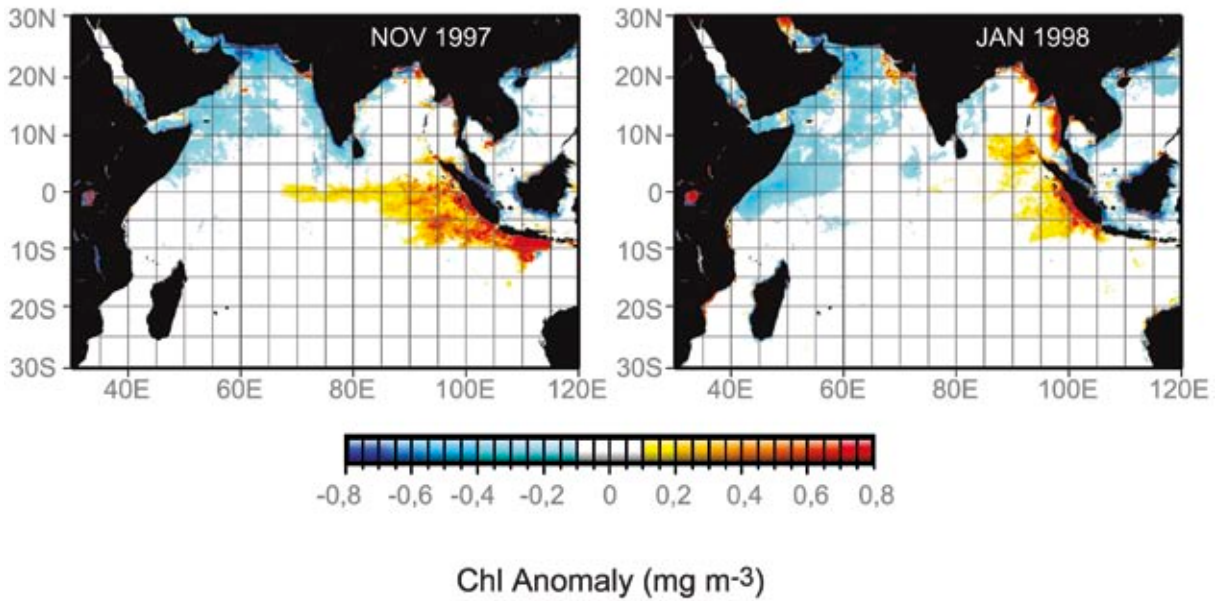 30N
20N
10N
0
10S
20S
30S
NOV 1997
40E 60E 80E 100E 120E
30N
20N
10N
0
10S
20S
30S
JAN 1998
40E 60E 80E 100E 120E
-0,8 -0,6 -0,4 -0,2 0 0,2 0,4 0,6 0,8
Chl Anomaly (mg m-3)